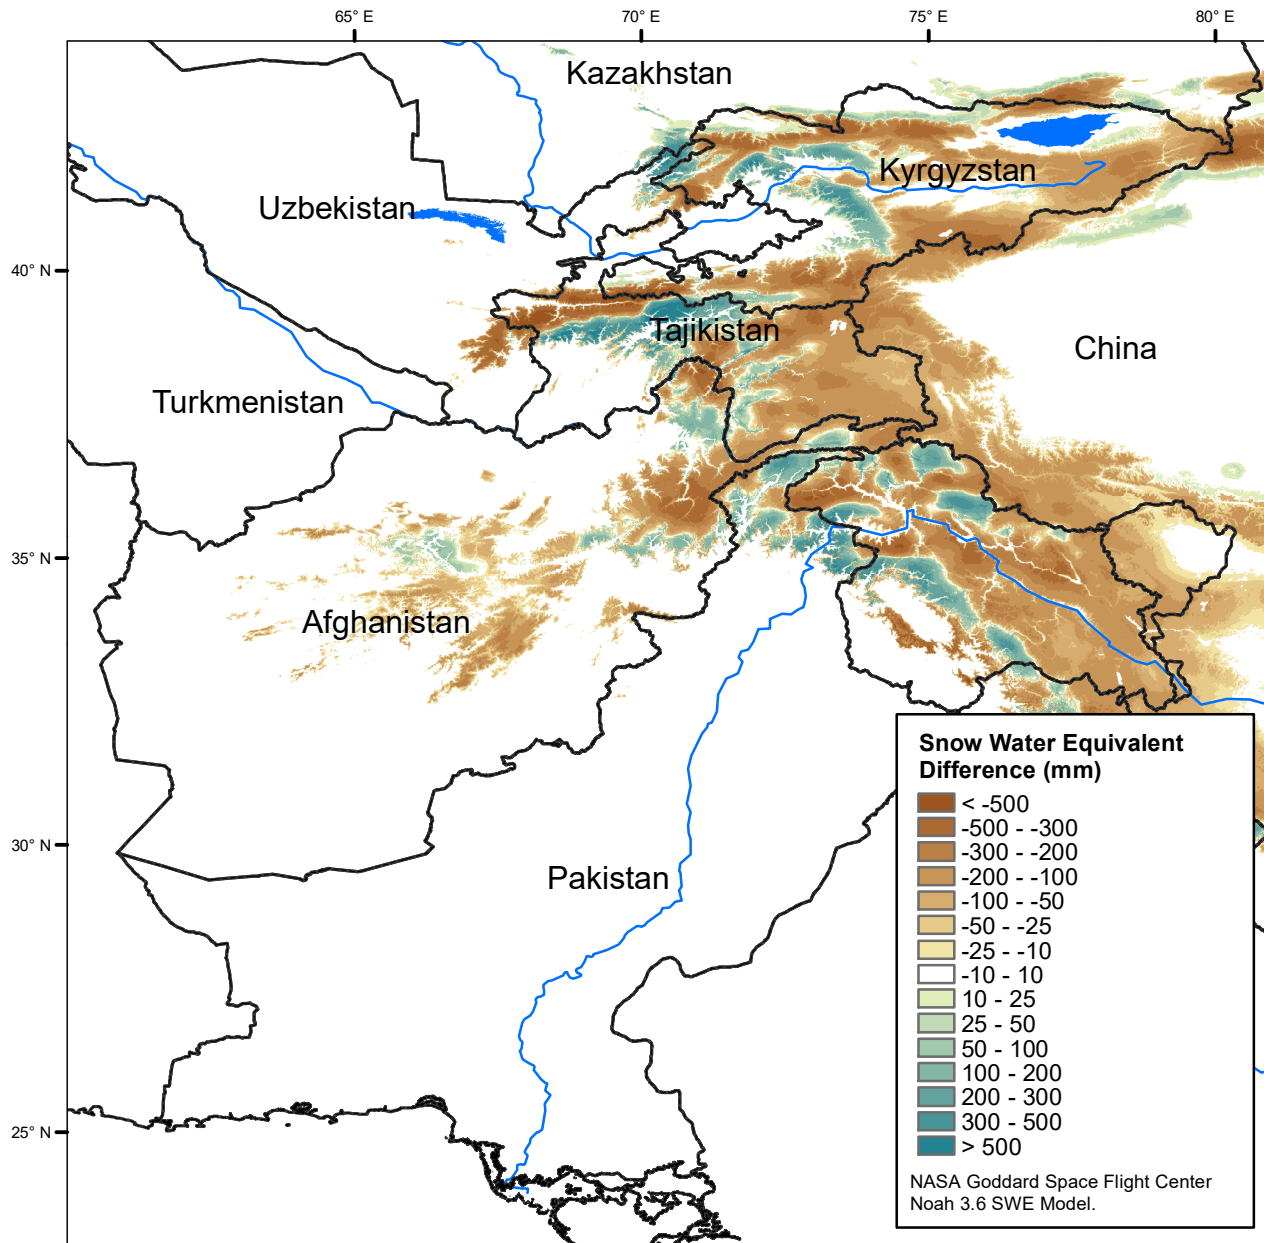 65° E
70° E
75° E
80° E
Kazakhstan
Kyrgyzstan
Uzbekistan
40° N
Tajikistan
China
Turkmenistan
35° N
Afghanistan
Snow Water Equivalent
Difference (mm)
< -500
-500 - -300
-300 - -200
-200 - -100
-100 - -50
-50 - -25
-25 - -10
-10 - 10
10 - 25
25 - 50
50 - 100
100 - 200
200 - 300
300 - 500
> 500
NASA Goddard Space Flight Center
Noah 3.6 SWE Model.
30° N
Pakistan
25° N